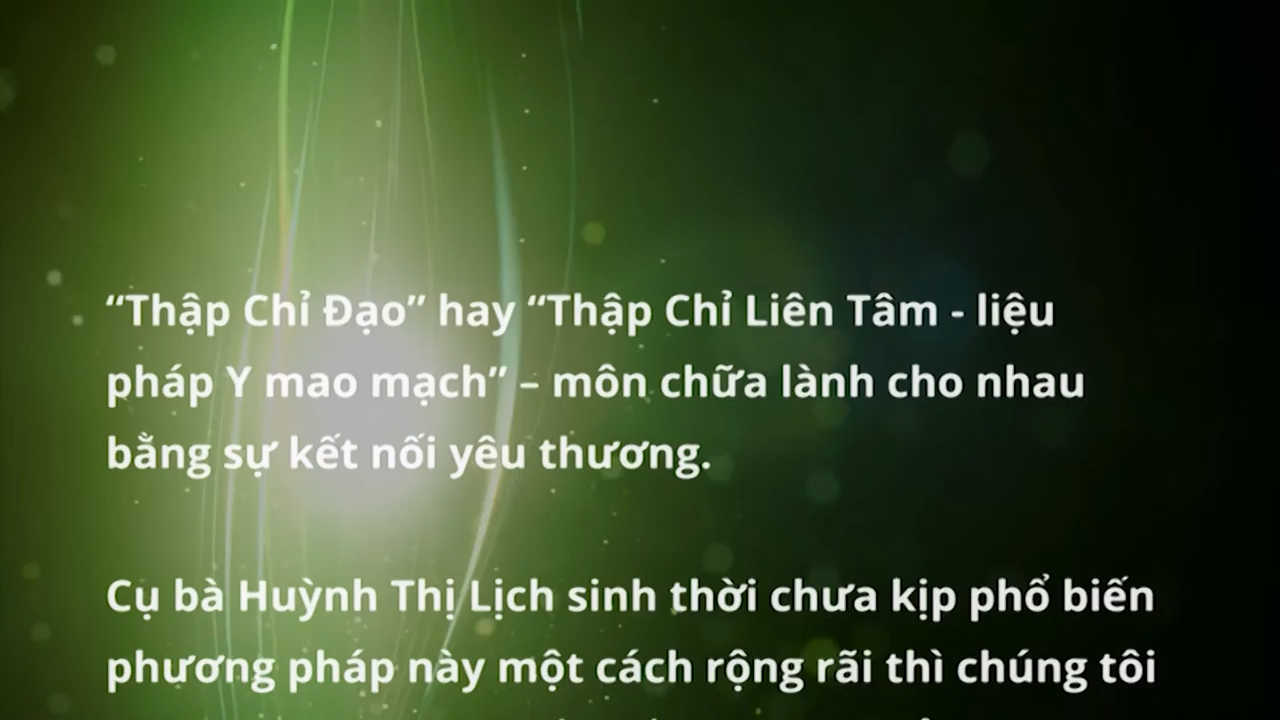 “Thập Chỉ Đạo” hay “Thập Chỉ Liên Tâm - liệu
pháp Y mao mạch” – môn chữa lành cho nhau
bằng sự kết nối yêu thương.
Cụ bà Huỳnh Thị Lịch sinh thời chưa kịp phổ biến
phương pháp này một cách rộng rãi thì chúng tôi